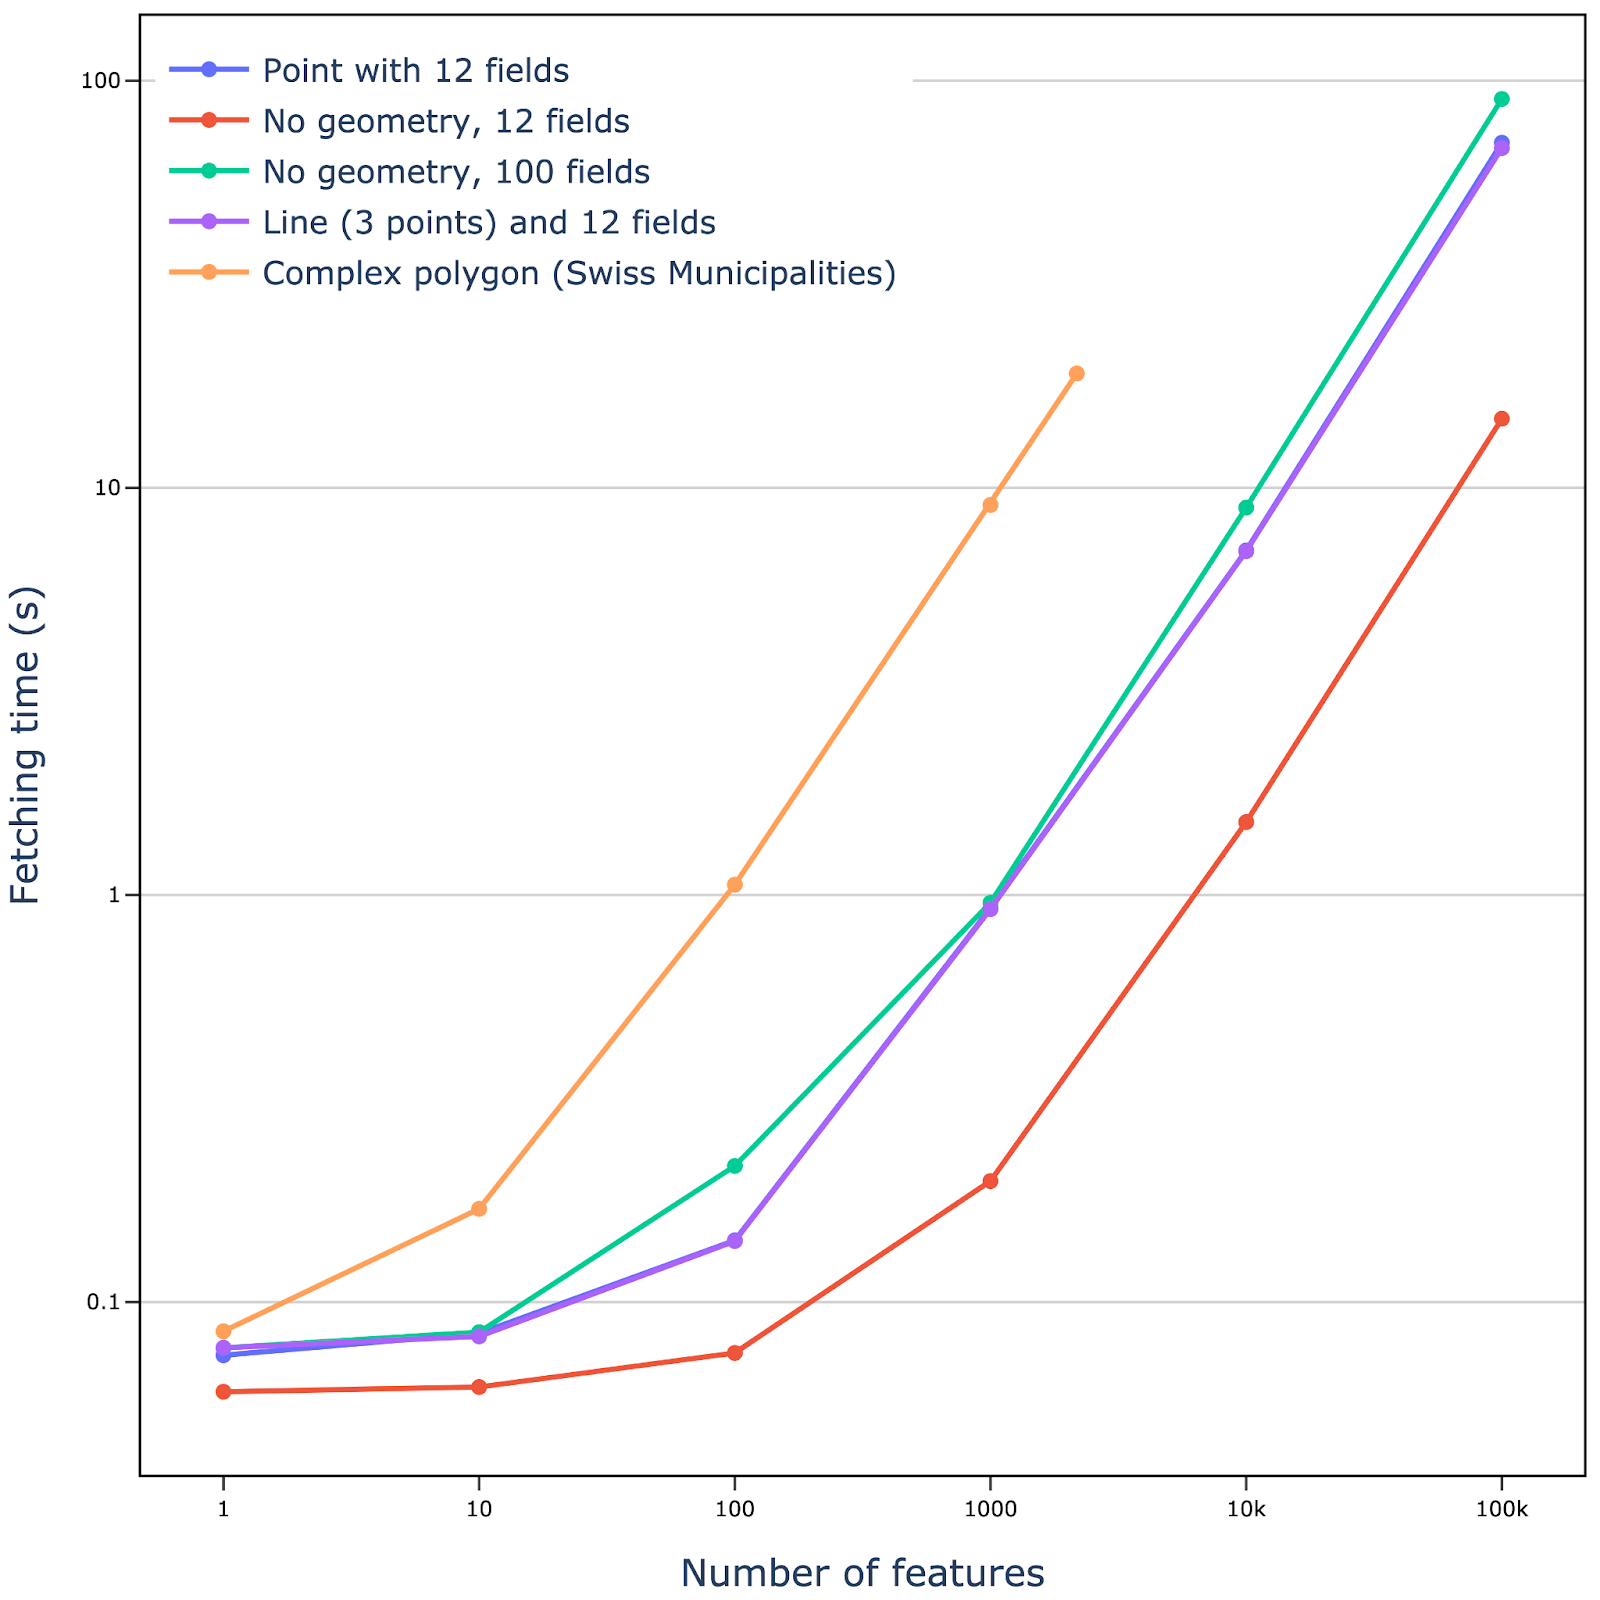 Point with 12 fields
No geometry, 12 fields
No geometry, 100 fields
Line (3 points) and 12 fields
Complex polygon (Swiss Municipalities)
100
10
1
0.1
Fetching time (s)
1 10 100 1000 10k 100k
Number of features